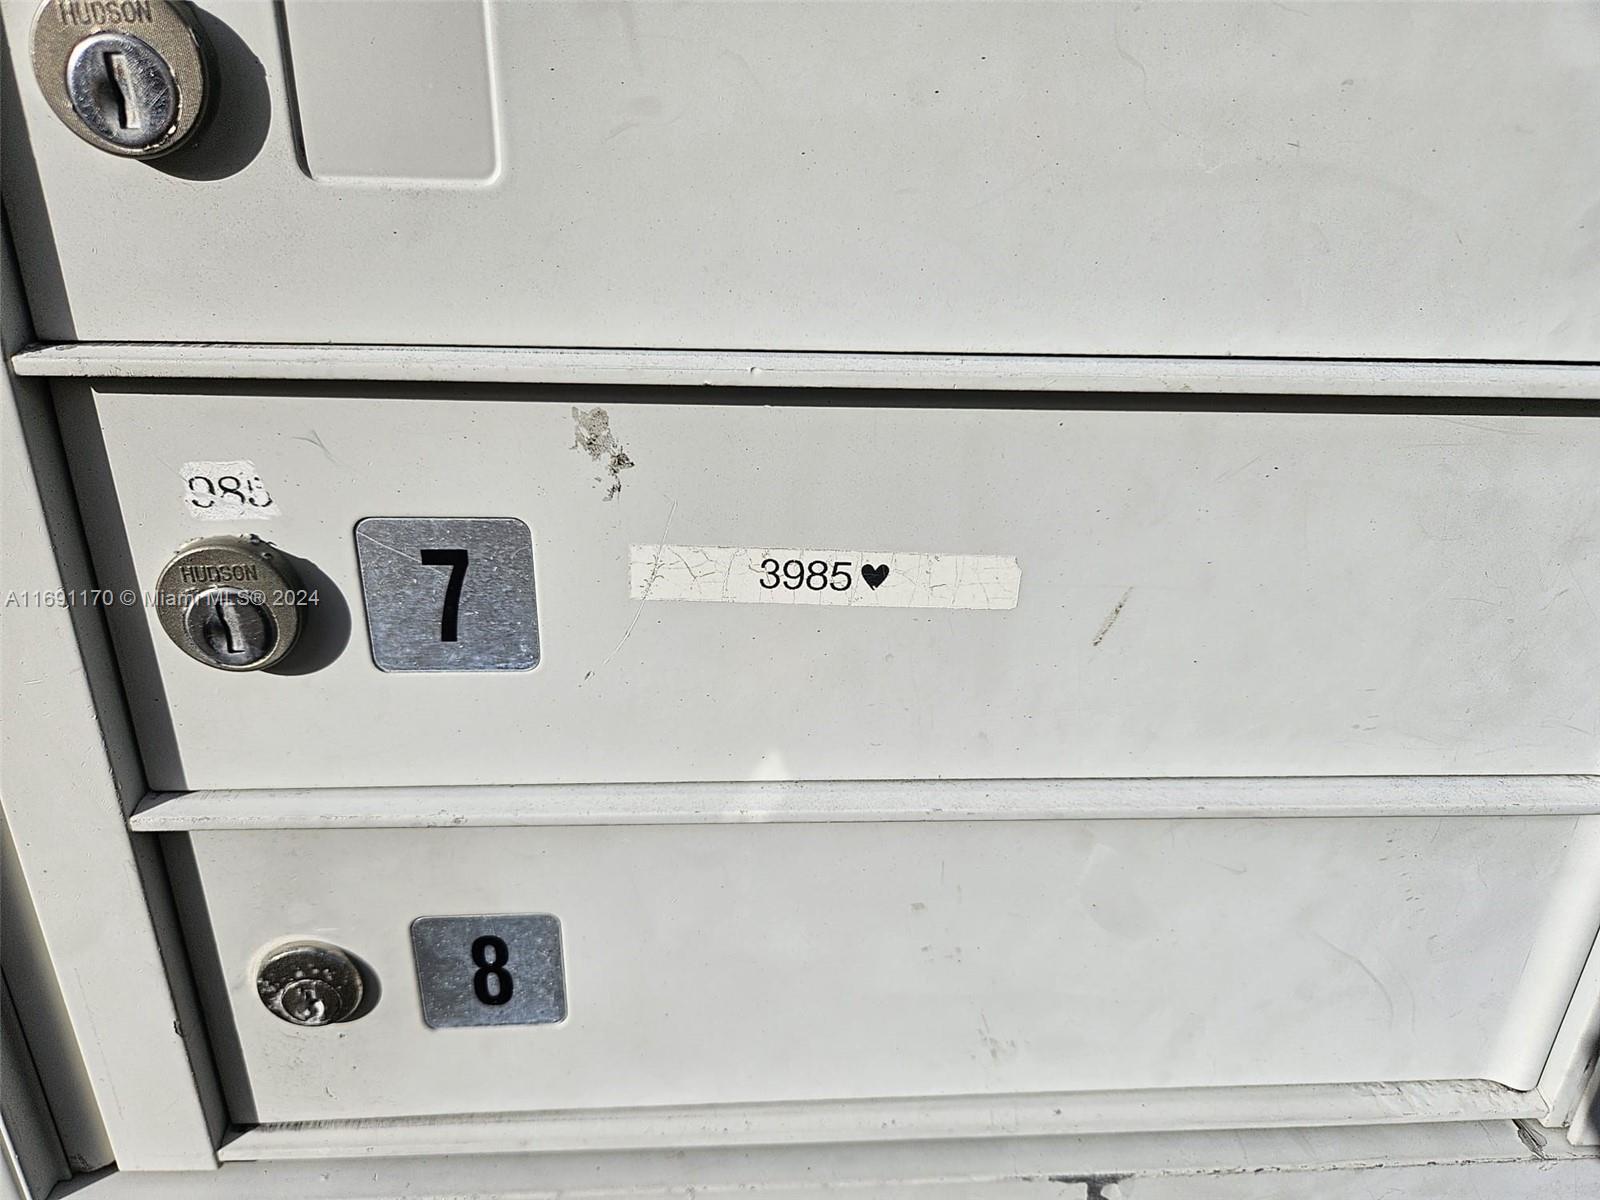 HUDSON
985
HUDSON
7
3985♥
A11691170 © Miami MLS® 2024
8